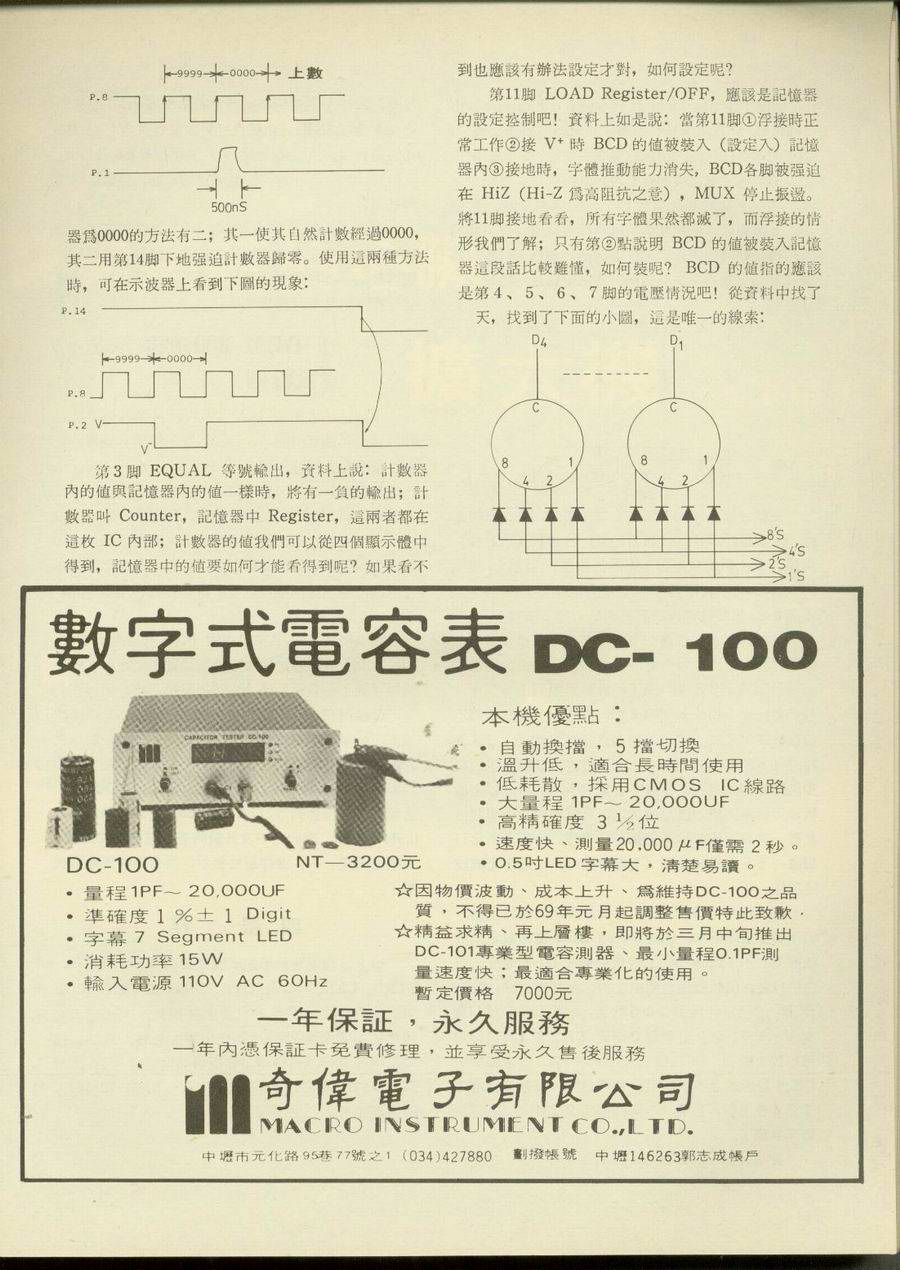 9999 0000 上數
P.8
P.1
500nS
器爲0000的方法有二；其一使其自然計數經過0000，
其二用第14脚下地强迫計數器歸零。使用這兩種方法
時，可在示波器上看到下圖的現象：
P.14
9999 0000
P.8
P.2 V
V⁻
第3脚 EQUAL 等號輸出，資料上說：計數器
內的値與記憶器內的値一樣時，將有一負的輸出；計
數器叫 Counter，記憶器中 Register，這兩者都在
這枚 IC 內部；計數器的値我們可以從四個顯示體中
得到，記憶器中的値要如何才能看得到呢？如果看不
到也應該有辦法設定才對，如何設定呢？
第11脚 LOAD Register/OFF，應該是記憶器
的設定控制吧！資料上如是說：當第11脚①浮接時正
常工作②接 V⁺ 時 BCD 的値被裝入（設定入）記憶
器內③接地時，字體推動能力消失，BCD各脚被强迫
在 HiZ (Hi-Z 爲高阻抗之意)，MUX 停止振盪。
將11脚接地看看，所有字體果然都滅了，而浮接的情
形我們了解；只有第②點說明 BCD 的値被裝入記憶
器這段話比較難懂，如何裝呢？ BCD 的値指的應該
是第 4、5、6、7 脚的電壓情況吧！從資料中找了
天，找到了下面的小圖，這是唯一的線索：
D4 D1
C C
8 1 8 1
4 2 4 2
8'S
4'S
2'S
1'S
數字式電容表 DC- 100
CAPACITOR TESTER DC-100
本機優點：
• 自動換擋，5 擋切換
• 溫升低，適合長時間使用
• 低耗散，採用CMOS IC線路
• 大量程 1PF～ 20,000UF
• 高精確度 3 ½位
• 速度快、測量20.000 μF僅需 2 秒。
• 0.5吋LED 字幕大，淸楚易讀。
DC-100 NT—3200元
• 量程 1PF～ 20,000UF
• 準確度 1 %± 1 Digit
• 字幕 7 Segment LED
• 消耗功率 15W
• 輸入電源 110V AC 60Hz
☆因物價波動、成本上升、爲維持DC-100之品
質，不得已於69年元月起調整售價特此致歉．
☆精益求精、再上層樓，即將於三月中旬推出
DC-101專業型電容測器、最小量程0.1PF測
量速度快；最適合專業化的使用。
暫定價格 7000元
一年保証，永久服務
一年內憑保証卡免費修理，並享受永久售後服務
奇偉電子有限公司
MACRO INSTRUMENT CO.,LTD.
中壢市元化路95巷77號之1 (034)427880 劃撥帳號 中壢146263郭志成帳戶